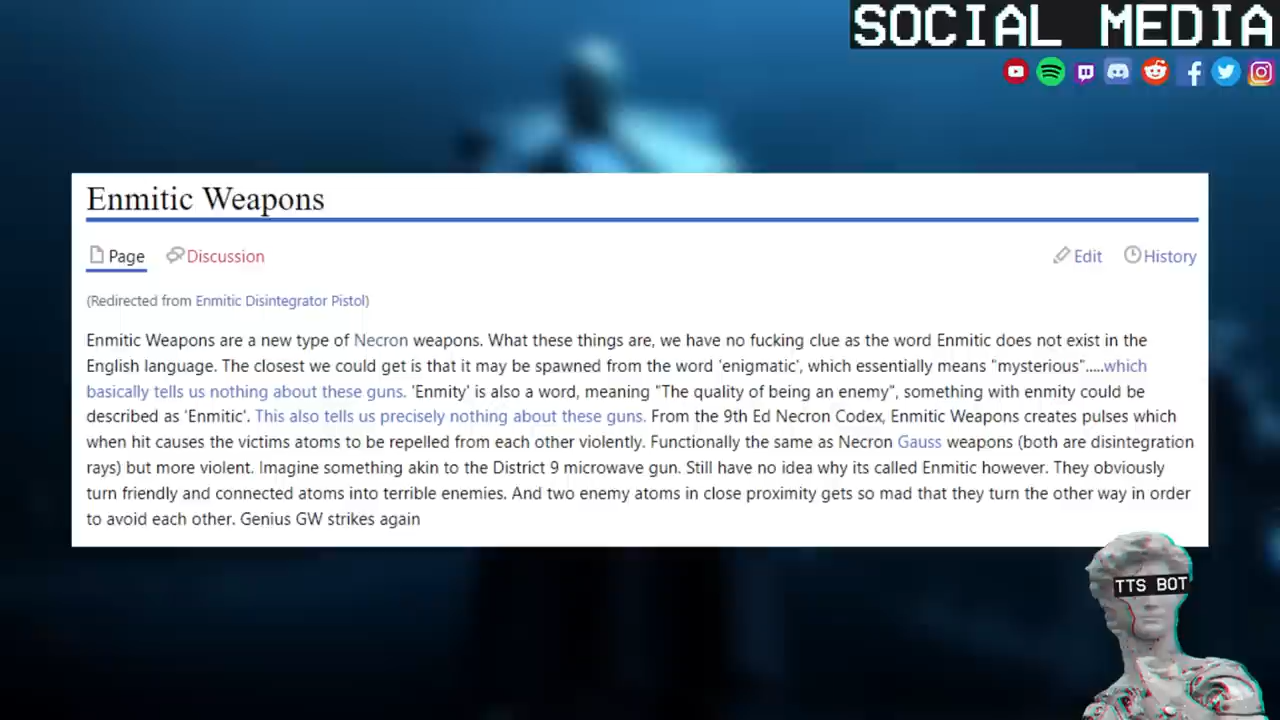 SOCIAL MEDIA
Enmitic Weapons
Page Discussion Edit History
(Redirected from Enmitic Disintegrator Pistol)
Enmitic Weapons are a new type of Necron weapons. What these things are, we have no fucking clue as the word Enmitic does not exist in the
English language. The closest we could get is that it may be spawned from the word 'enigmatic', which essentially means "mysterious".....which
basically tells us nothing about these guns. 'Enmity' is also a word, meaning "The quality of being an enemy", something with enmity could be
described as 'Enmitic'. This also tells us precisely nothing about these guns. From the 9th Ed Necron Codex, Enmitic Weapons creates pulses which
when hit causes the victims atoms to be repelled from each other violently. Functionally the same as Necron Gauss weapons (both are disintegration
rays) but more violent. Imagine something akin to the District 9 microwave gun. Still have no idea why its called Enmitic however. They obviously
turn friendly and connected atoms into terrible enemies. And two enemy atoms in close proximity gets so mad that they turn the other way in order
to avoid each other. Genius GW strikes again
TTS BOT